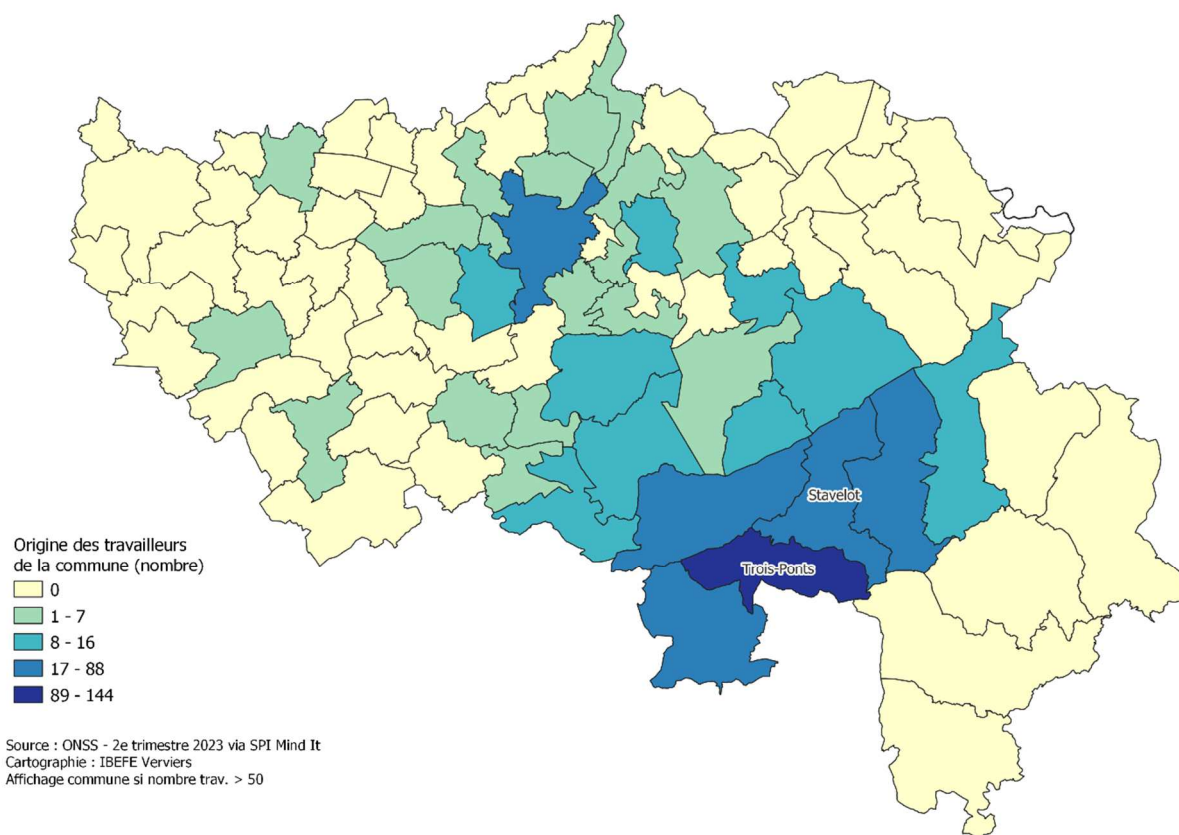 Stavelot
Trois-Ponts
Origine des travailleurs
de la commune (nombre)
0
1 - 7
8 - 16
17 - 88
89 - 144
Source : ONSS - 2e trimestre 2023 via SPI Mind It
Cartographie : IBEFE Verviers
Affichage commune si nombre trav. > 50